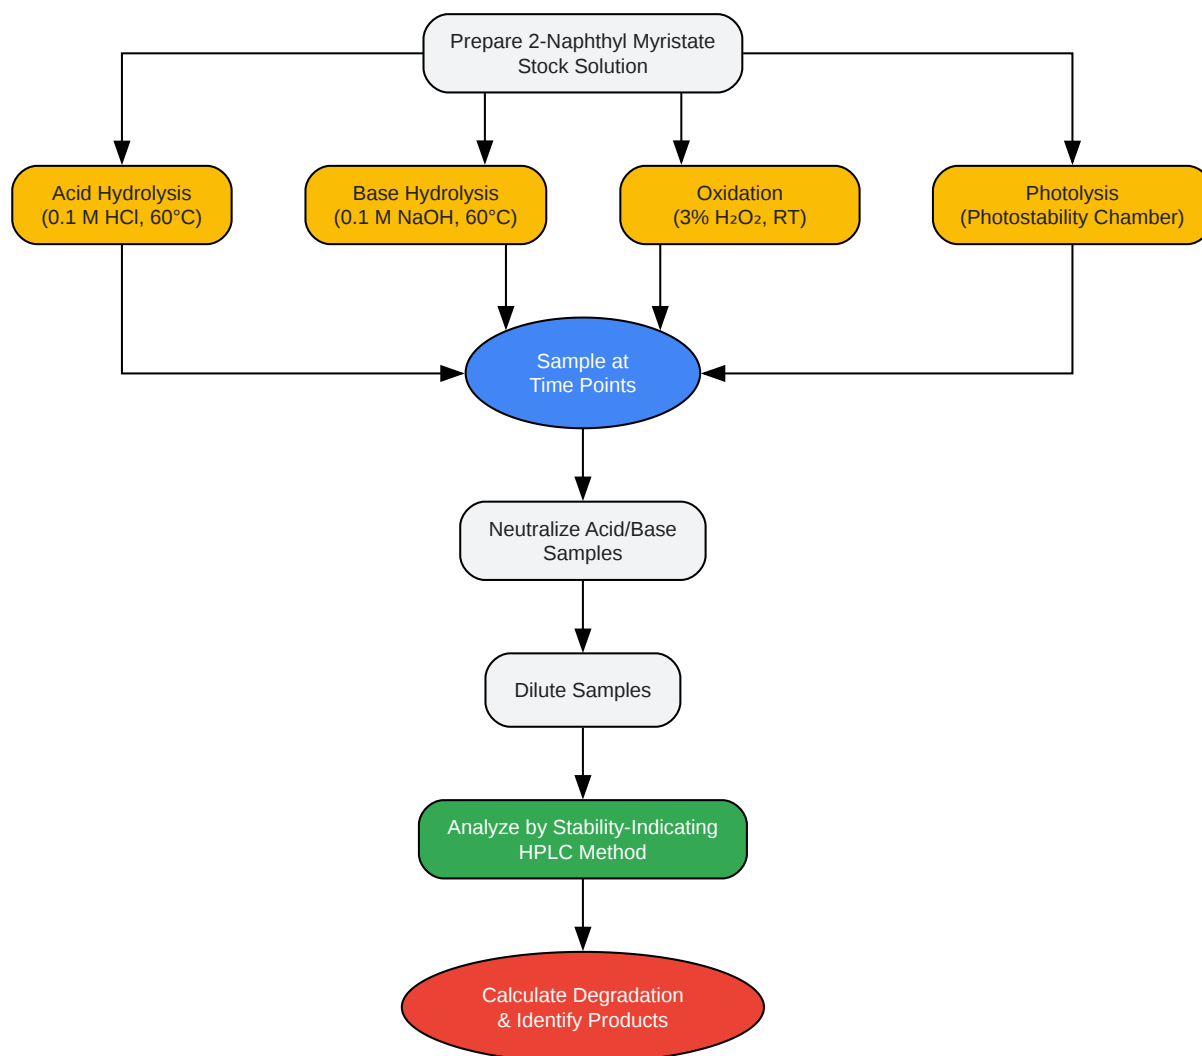 Prepare 2-Naphthyl Myristate
Stock Solution
Acid Hydrolysis
(0.1 M HCl, 60°C)
Base Hydrolysis
(0.1 M NaOH, 60°C)
Oxidation
(3% H₂O₂, RT)
Photolysis
(Photostability Chamber)
Sample at
Time Points
Neutralize Acid/Base
Samples
Dilute Samples
Analyze by Stability-Indicating
HPLC Method
Calculate Degradation
& Identify Products